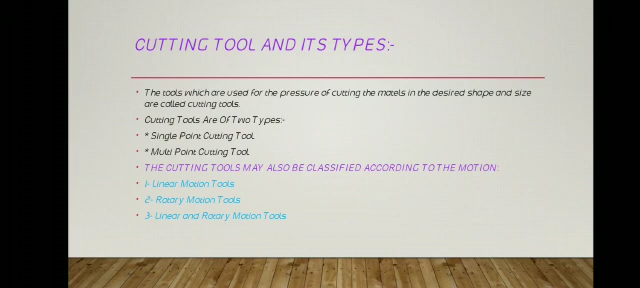 CUTTING TOOL AND ITS TYPES:-
• The tools which are used for the pressure of cutting the matels in the desired shape and size
are called cutting tools.
• Cutting Tools Are Of Two Types:-
• * Single Point Cutting Tool
• * Multi Point Cutting Tool
• THE CUTTING TOOLS MAY ALSO BE CLASSIFIED ACCORDING TO THE MOTION:
• 1- Linear Motion Tools
• 2- Rotary Motion Tools
• 3- Linear and Rotary Motion Tools